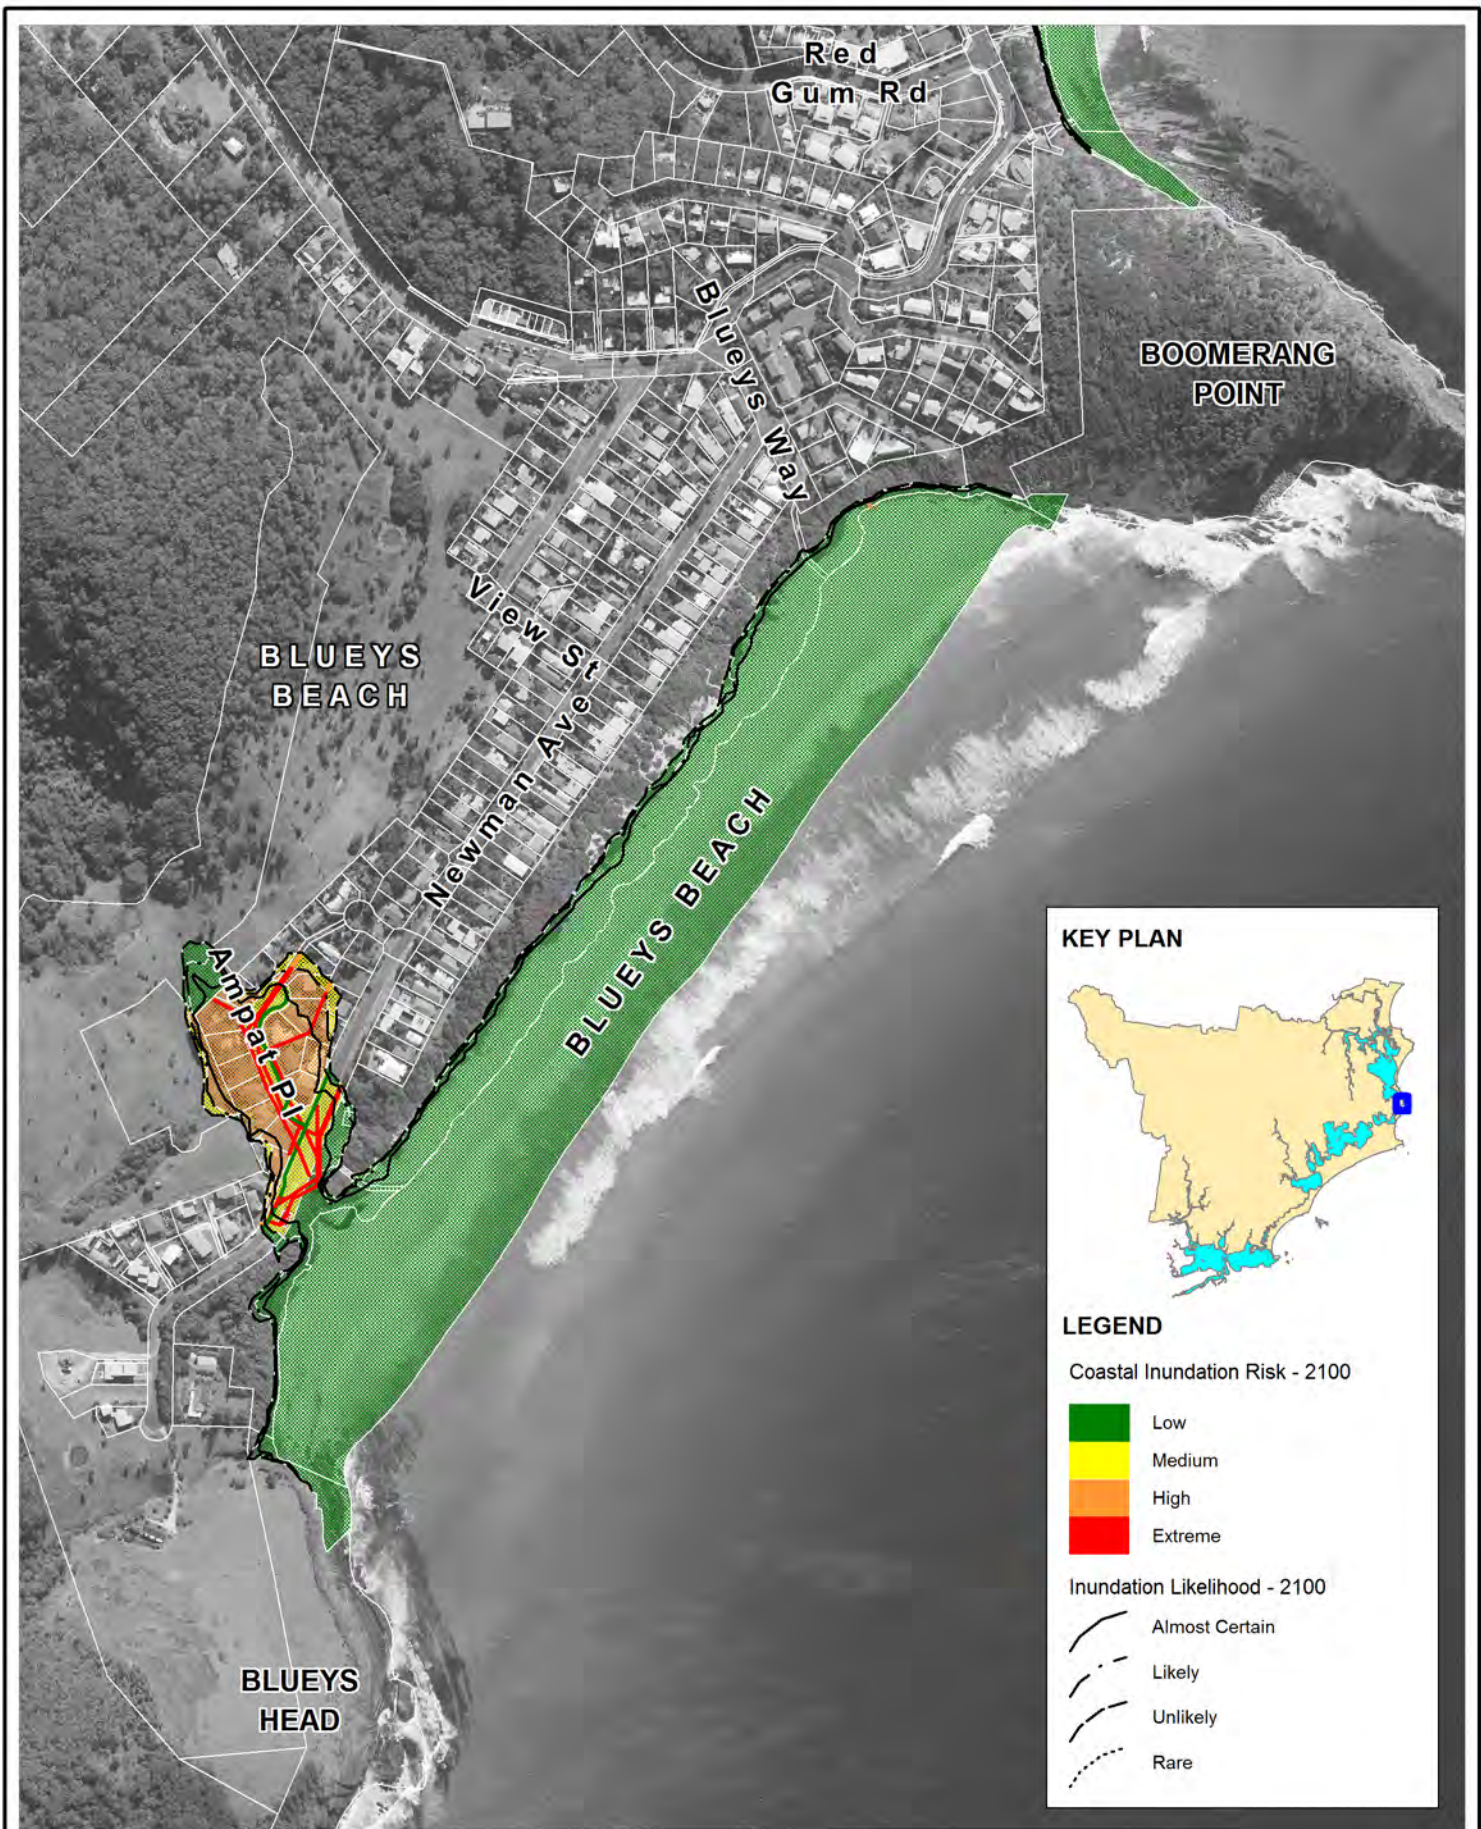 Red
Gum Rd
Blueys Way
BOOMERANG
POINT
View St
BLUEYS
BEACH
Newman Ave
BLUEYS BEACH
Ampat Pl
BLUEYS
HEAD
KEY PLAN
LEGEND
Coastal Inundation Risk - 2100
Low
Medium
High
Extreme
Inundation Likelihood - 2100
Almost Certain
Likely
Unlikely
Rare